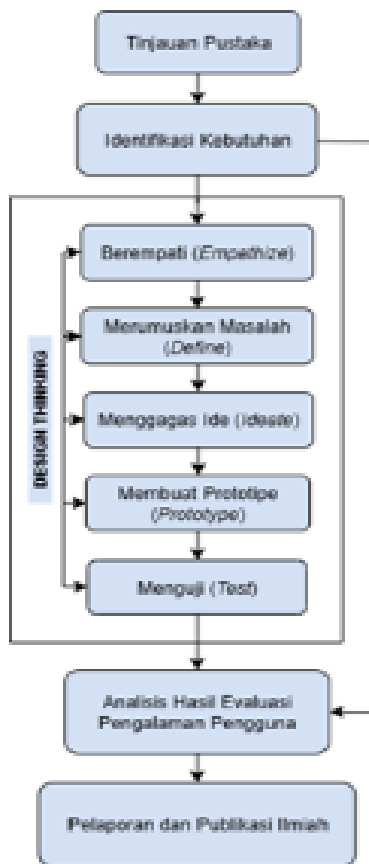 Tinjauan Pustaka
Identifikasi Kebutuhan
Berempati (Empathize)
Merumuskan Masalah
(Define)
DESIGN THINKING
Menggagas Ide (Ideate)
Membuat Prototipe
(Prototype)
Menguji (Test)
Analisis Hasil Evaluasi
Pengalaman Pengguna
Pelaporan dan Publikasi Ilmiah